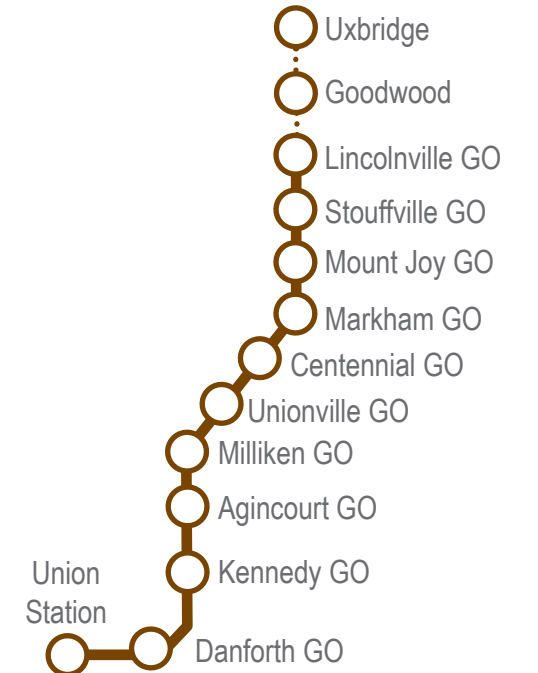 Uxbridge
Goodwood
Lincolnville GO
Stouffville GO
Mount Joy GO
Markham GO
Centennial GO
Unionville GO
Milliken GO
Agincourt GO
Kennedy GO
Union
Station
Danforth GO